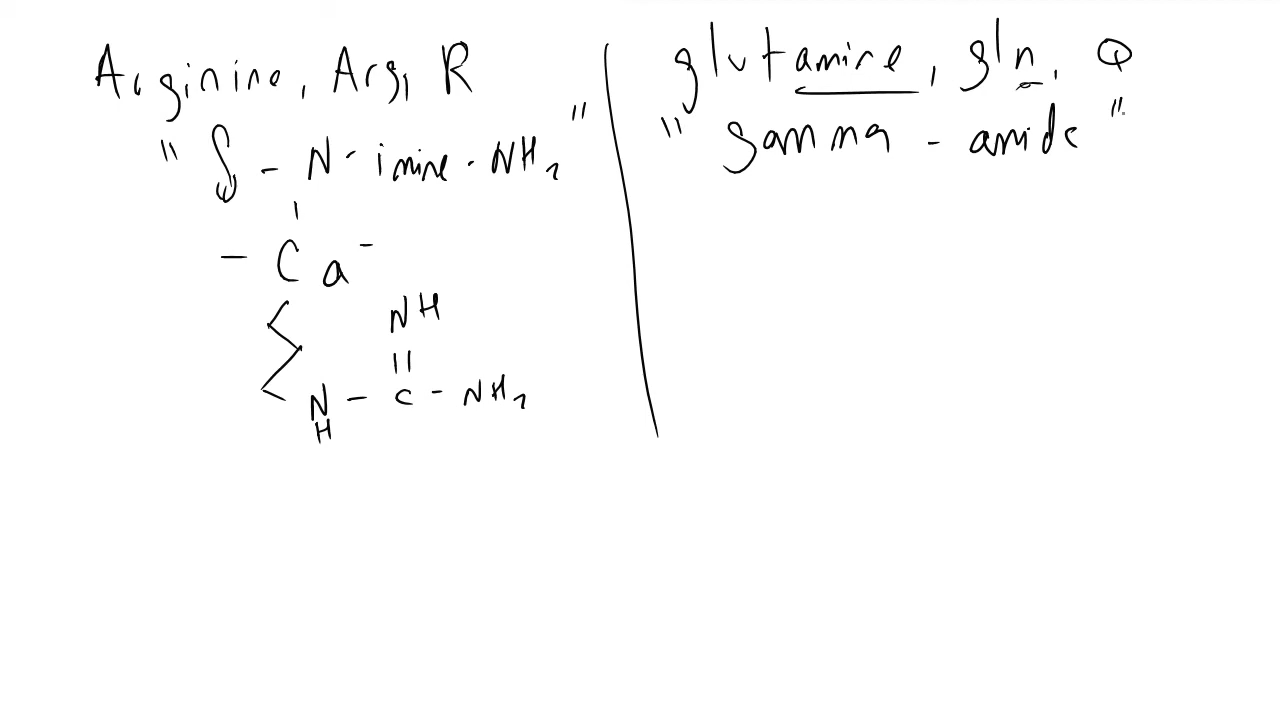 Arginine, Arg, R
" δ - N - imine - NH2 "
- Ca -
NH
N - C - NH2
H
glutamine, gln, Q
" gamma - amide "